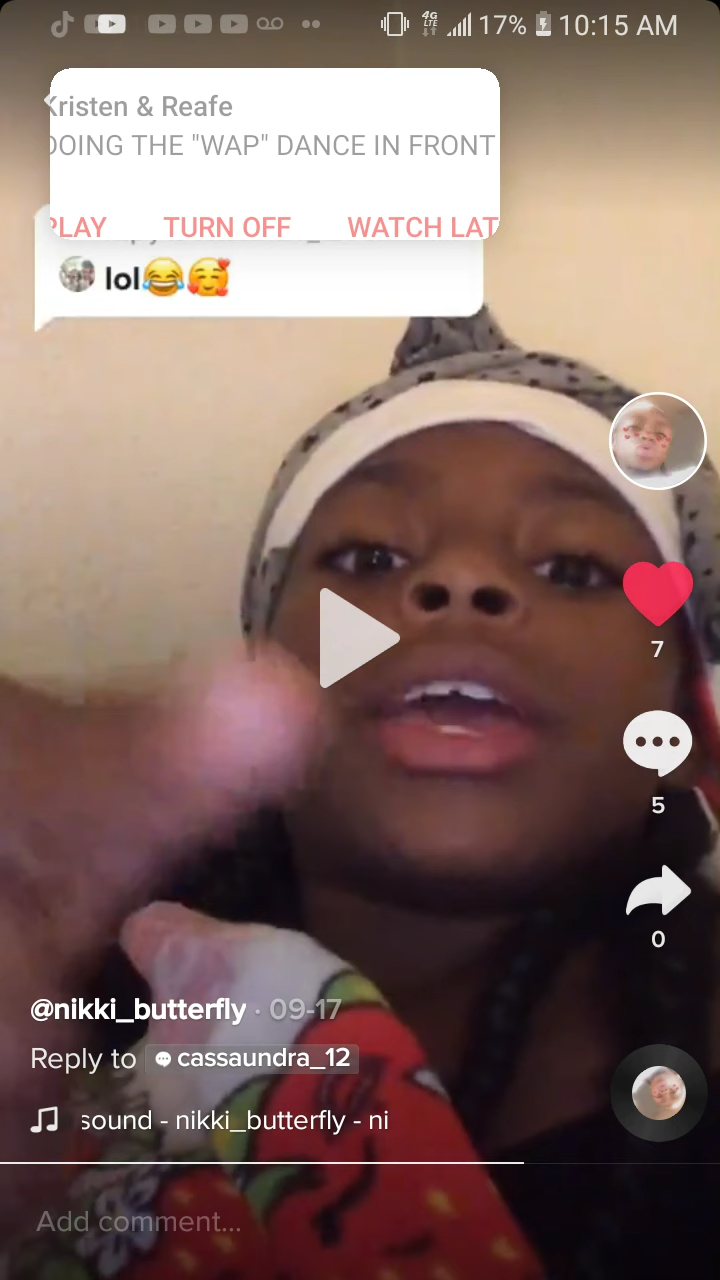 17% 10:15 AM
Kristen & Reafe
DOING THE "WAP" DANCE IN FRONT
PLAY TURN OFF WATCH LAT
lol😂🥰
7
5
0
@nikki_butterfly · 09-17
Reply to cassaundra_12
sound - nikki_butterfly - ni
Add comment...